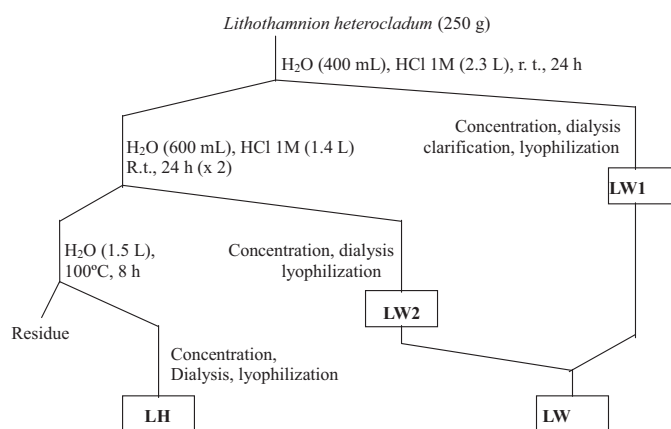 Lithothamnion heterocladum (250 g)
H₂O (400 mL), HCl 1M (2.3 L), r. t., 24 h
H₂O (600 mL), HCl 1M (1.4 L)
R.t., 24 h (x 2)
Concentration, dialysis
clarification, lyophilization
LW1
H₂O (1.5 L),
100ºC, 8 h
Concentration, dialysis
lyophilization
LW2
Residue
Concentration,
Dialysis, lyophilization
LH
LW